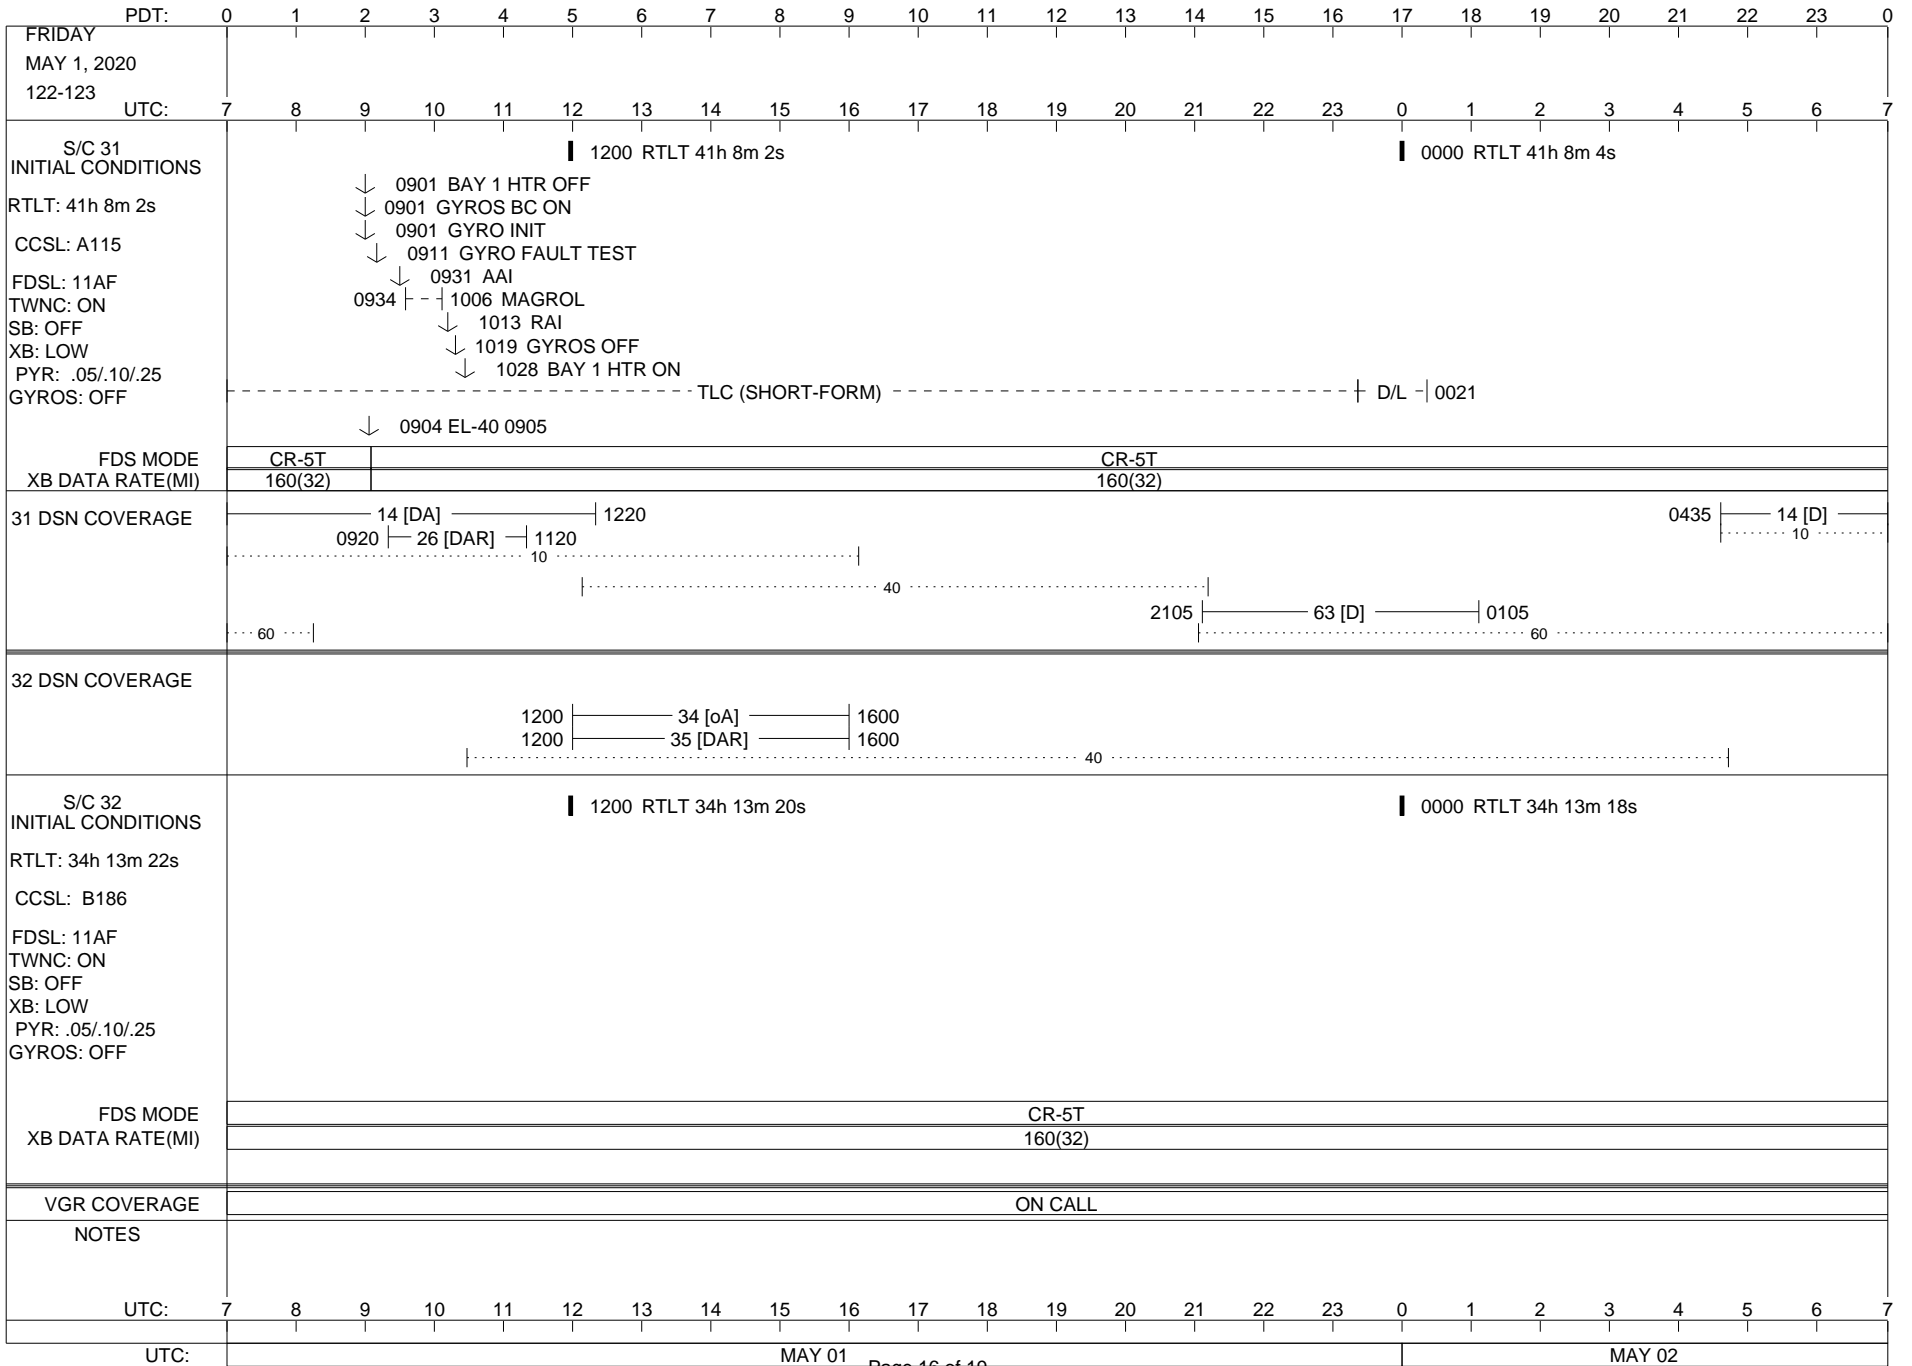 PDT: 0 1 2 3 4 5 6 7 8 9 10 11 12 13 14 15 16 17 18 19 20 21 22 23 0
FRIDAY
MAY 1, 2020
122-123
UTC: 7 8 9 10 11 12 13 14 15 16 17 18 19 20 21 22 23 0 1 2 3 4 5 6 7
S/C 31
INITIAL CONDITIONS
1200 RTLT 41h 8m 2s
0000 RTLT 41h 8m 4s
RTLT: 41h 8m 2s
CCSL: A115
FDSL: 11AF
TWNC: ON
SB: OFF
XB: LOW
PYR: .05/.10/.25
GYROS: OFF
0901 BAY 1 HTR OFF
0901 GYROS BC ON
0901 GYRO INIT
0911 GYRO FAULT TEST
0931 AAI
0934 1006 MAGROL
1013 RAI
1019 GYROS OFF
1028 BAY 1 HTR ON
TLC (SHORT-FORM) D/L 0021
0904 EL-40 0905
FDS MODE CR-5T CR-5T
XB DATA RATE(MI) 160(32) 160(32)
31 DSN COVERAGE
14 [DA] 1220
0435 14 [D]
0920 26 [DAR] 1120
10
10
40
2105 63 [D] 0105
60
60
32 DSN COVERAGE
1200 34 [oA] 1600
1200 35 [DAR] 1600
40
S/C 32
INITIAL CONDITIONS
1200 RTLT 34h 13m 20s
0000 RTLT 34h 13m 18s
RTLT: 34h 13m 22s
CCSL: B186
FDSL: 11AF
TWNC: ON
SB: OFF
XB: LOW
PYR: .05/.10/.25
GYROS: OFF
FDS MODE CR-5T
XB DATA RATE(MI) 160(32)
VGR COVERAGE ON CALL
NOTES
UTC: 7 8 9 10 11 12 13 14 15 16 17 18 19 20 21 22 23 0 1 2 3 4 5 6 7
UTC: MAY 01 MAY 02
Page 16 of 19